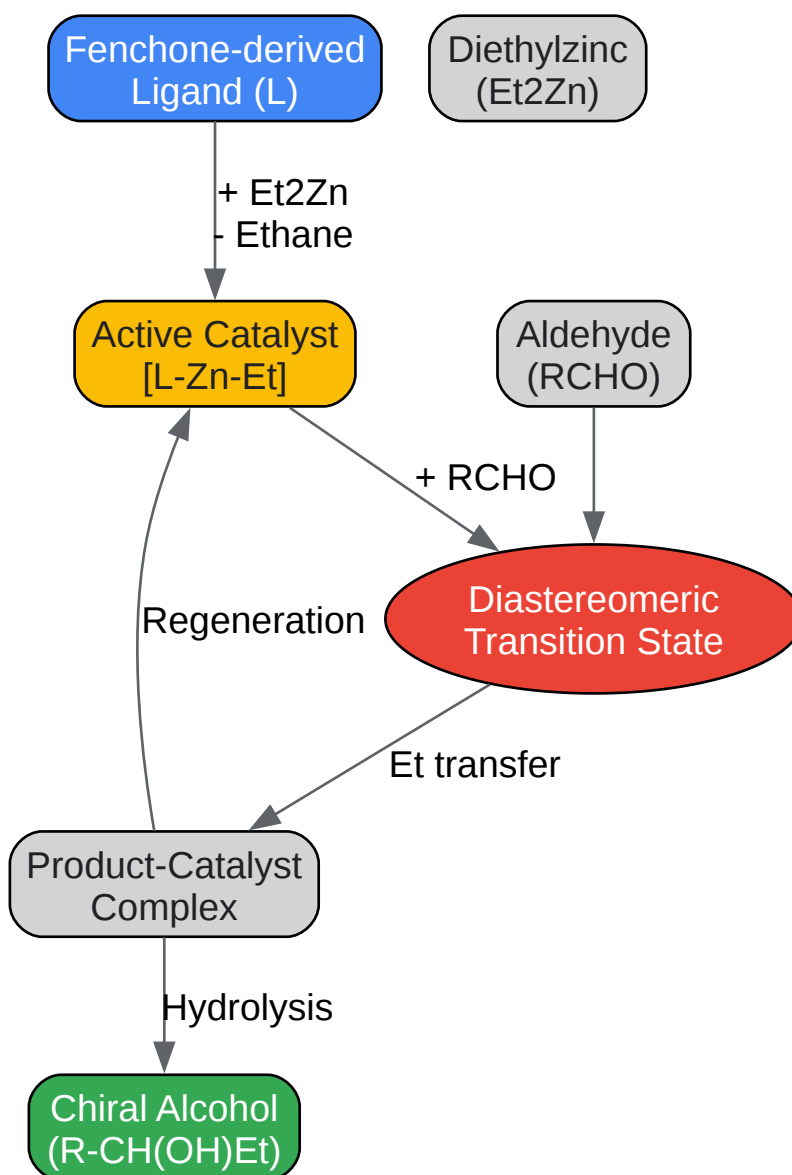 Fenchone-derived
Ligand (L)
Diethylzinc
(Et2Zn)
+ Et2Zn
- Ethane
Active Catalyst
[L-Zn-Et]
Aldehyde
(RCHO)
+ RCHO
Diastereomeric
Transition State
Regeneration
Et transfer
Product-Catalyst
Complex
Hydrolysis
Chiral Alcohol
(R-CH(OH)Et)